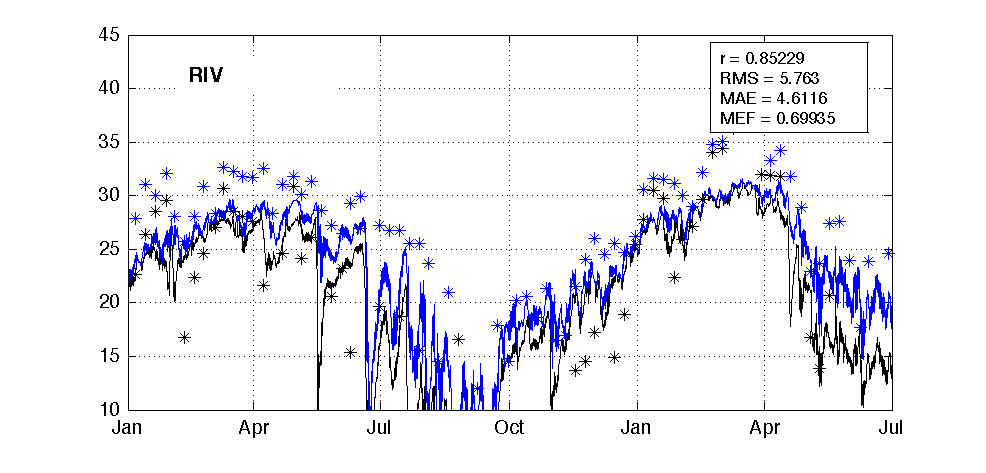 45
RIV
r = 0.85229
RMS = 5.763
MAE = 4.6116
MEF = 0.69935
40
35
30
25
20
15
10
Jan Apr Jul Oct Jan Apr Jul